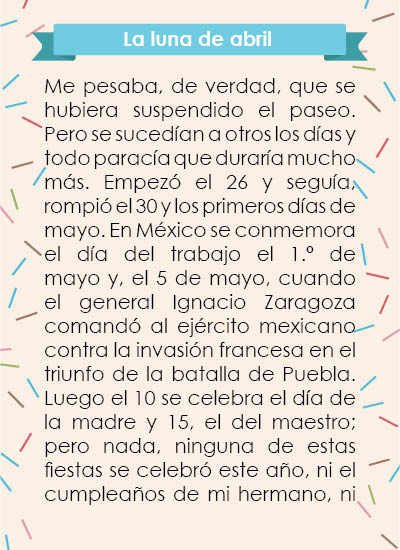 La luna de abril
Me pesaba, de verdad, que se
hubiera suspendido el paseo.
Pero se sucedían a otros los días y
todo paracía que duraría mucho
más. Empezó el 26 y seguía,
rompió el 30 y los primeros días de
mayo. En México se conmemora
el día del trabajo el 1.º de
mayo y, el 5 de mayo, cuando
el general Ignacio Zaragoza
comandó al ejército mexicano
contra la invasión francesa en el
triunfo de la batalla de Puebla.
Luego el 10 se celebra el día de
la madre y 15, el del maestro;
pero nada, ninguna de estas
fiestas se celebró este año, ni el
cumpleaños de mi hermano, ni